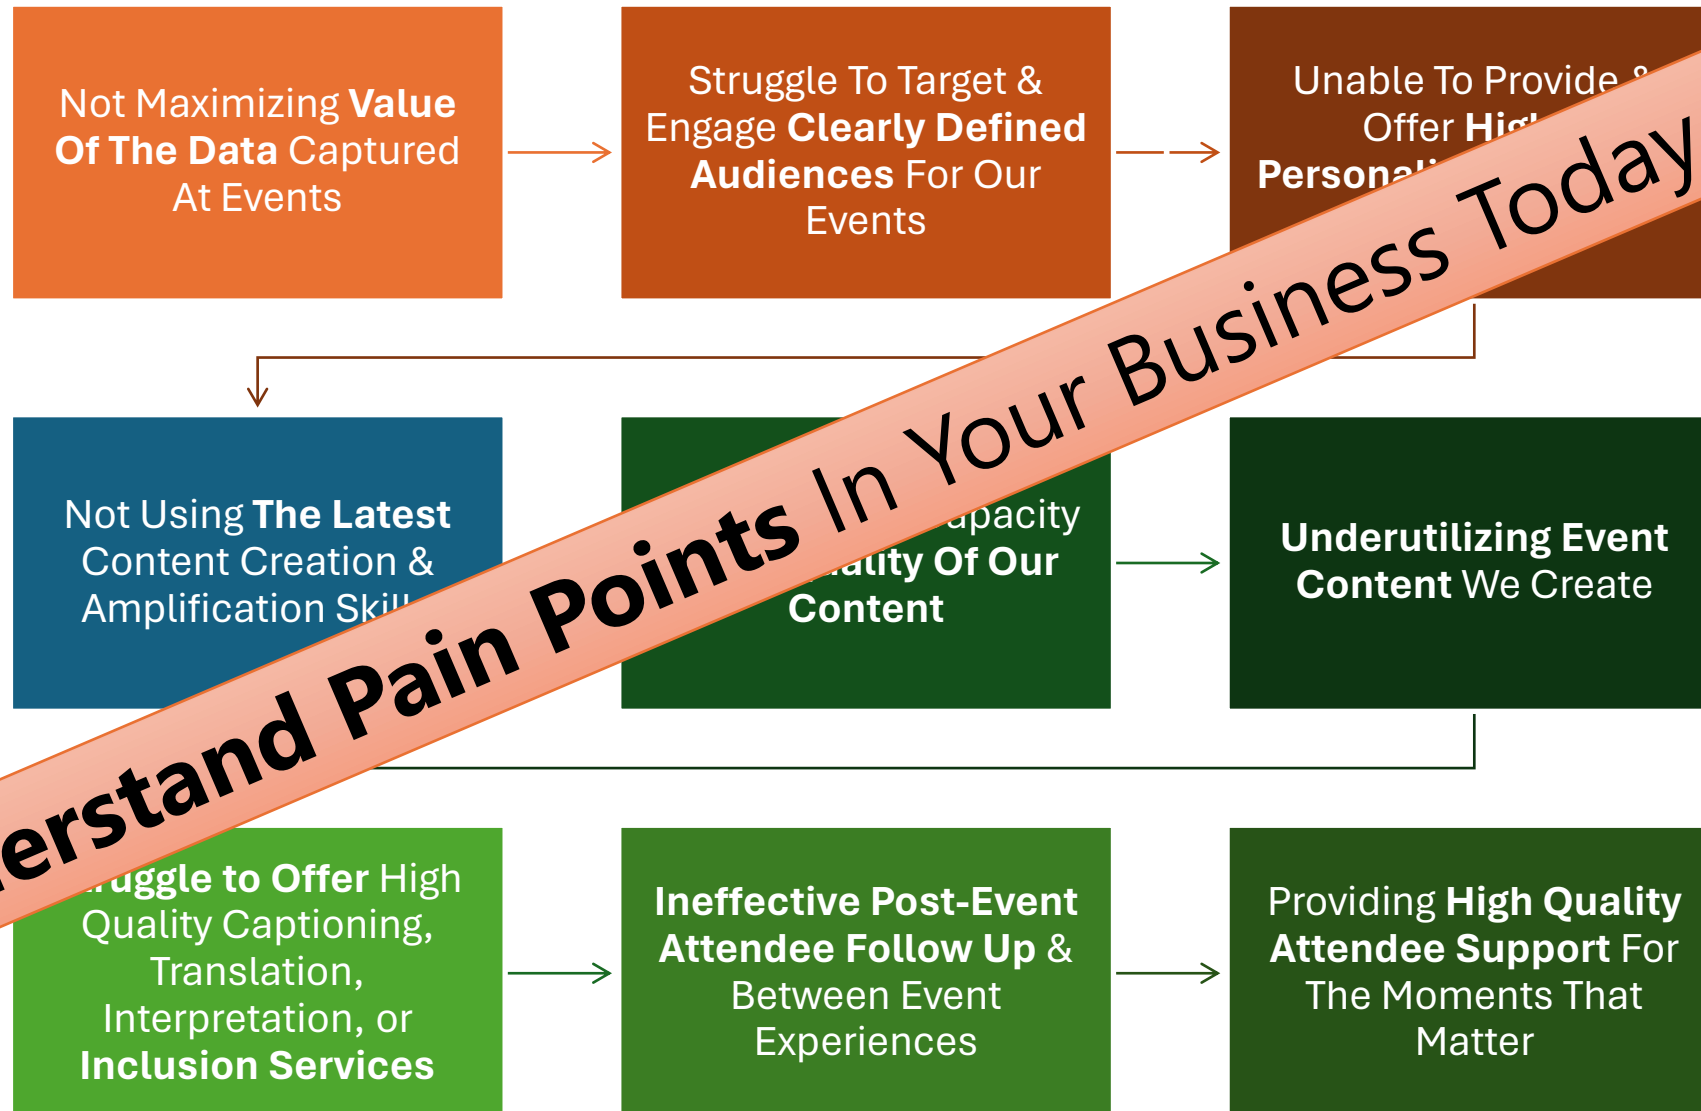 Not Maximizing Value
Of The Data Captured
At Events
Struggle To Target &
Engage Clearly Defined
Audiences For Our
Events
Unable To Provide &
Offer
Not Using The Latest
Content Creation &
Amplification
Of Our
Content
Underutilizing Event
Content We Create
Pain Points In Your Business Today
to Offer High
Quality Captioning,
Translation,
Interpretation, or
Inclusion Services
Ineffective Post-Event
Attendee Follow Up &
Between Event
Experiences
Providing High Quality
Attendee Support For
The Moments That
Matter